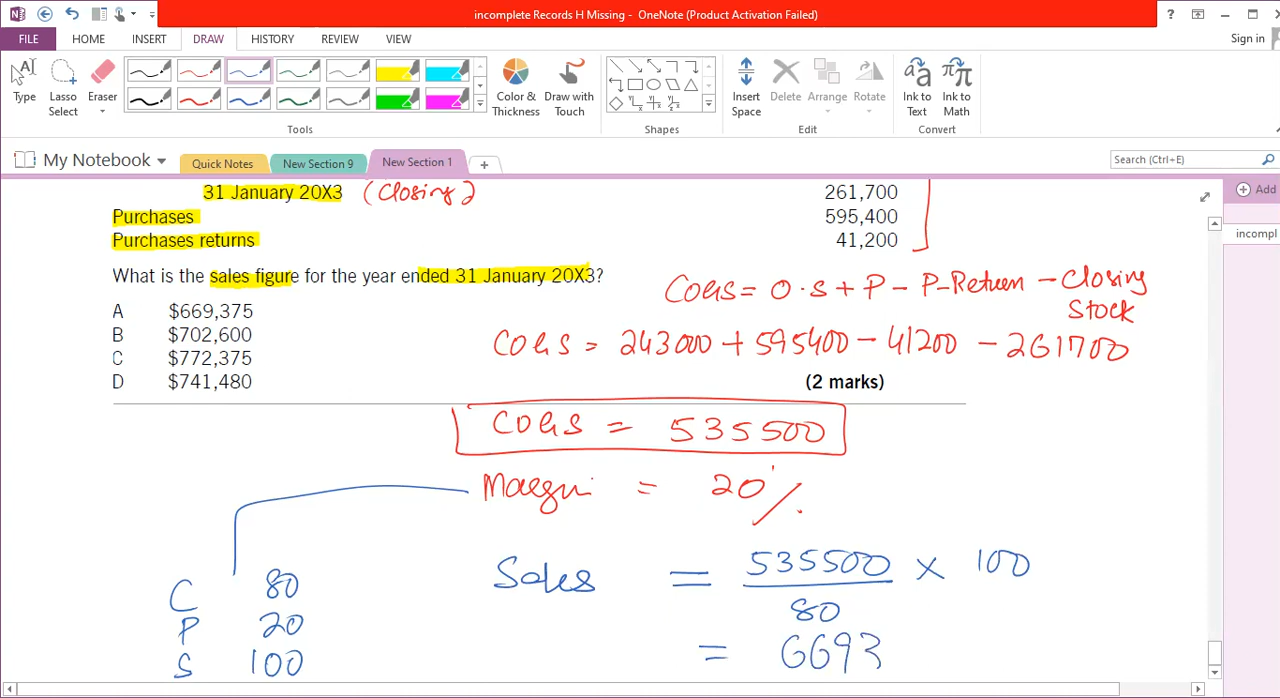 incomplete Records H Missing - OneNote (Product Activation Failed)
Sign in
FILE HOME INSERT DRAW HISTORY REVIEW VIEW
Type Lasso Select Eraser Color & Thickness Draw with Touch Insert Space Delete Arrange Rotate Ink to Text Ink to Math
Tools Shapes Edit Convert
My Notebook Quick Notes New Section 9 New Section 1 + Search (Ctrl+E)
Add
incompl
31 January 20X3 (Closing) 261,700
Purchases 595,400
Purchases returns 41,200
What is the sales figure for the year ended 31 January 20X3?
COGS = O.S + P - P-Return - Closing Stock
A $669,375
B $702,600
C $772,375
D $741,480
COGS = 243000 + 595400 - 41200 - 261700
(2 marks)
COGS = 535500
Margin = 20%
C 80
P 20
S 100
Sales = 535500 / 80 × 100
= 6693